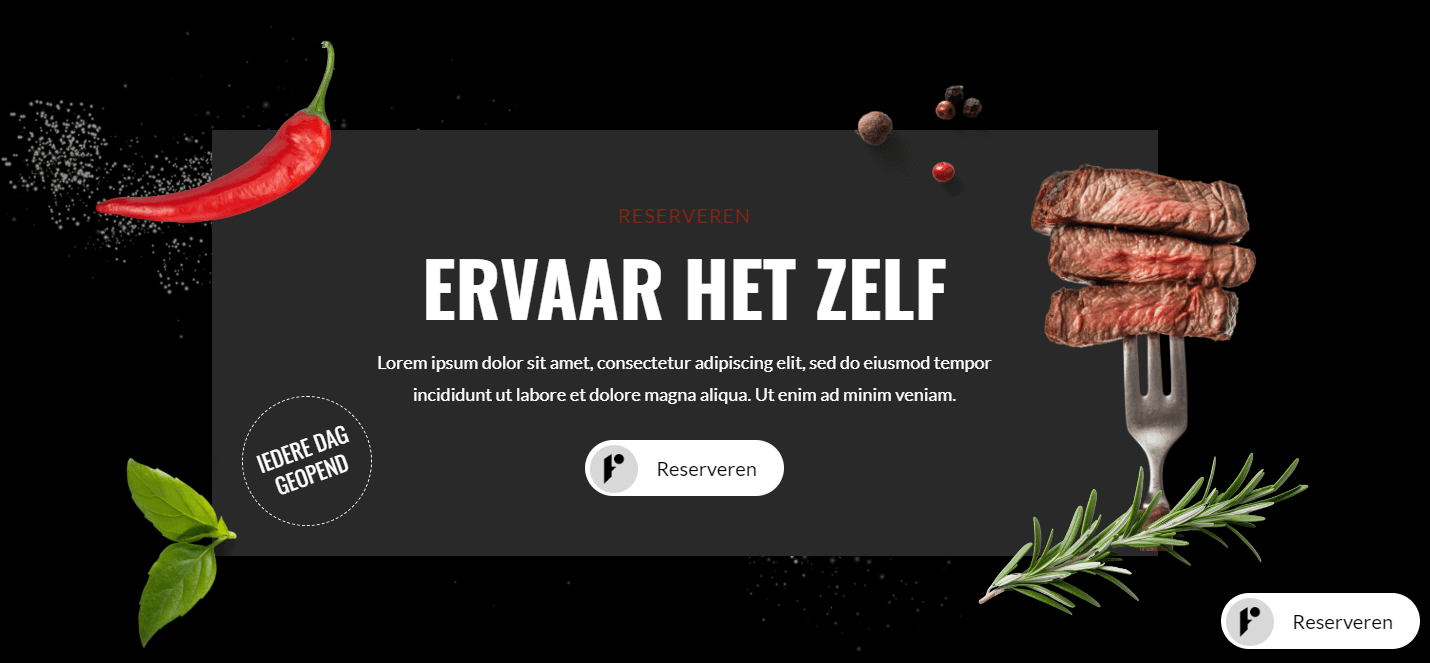 RESERVEREN
ERVAAR HET ZELF
Lorem ipsum dolor sit amet, consectetur adipiscing elit, sed do eiusmod tempor
incididunt ut labore et dolore magna aliqua. Ut enim ad minim veniam.
IEDERE DAG
GEOPEND
Reserveren
Reserveren